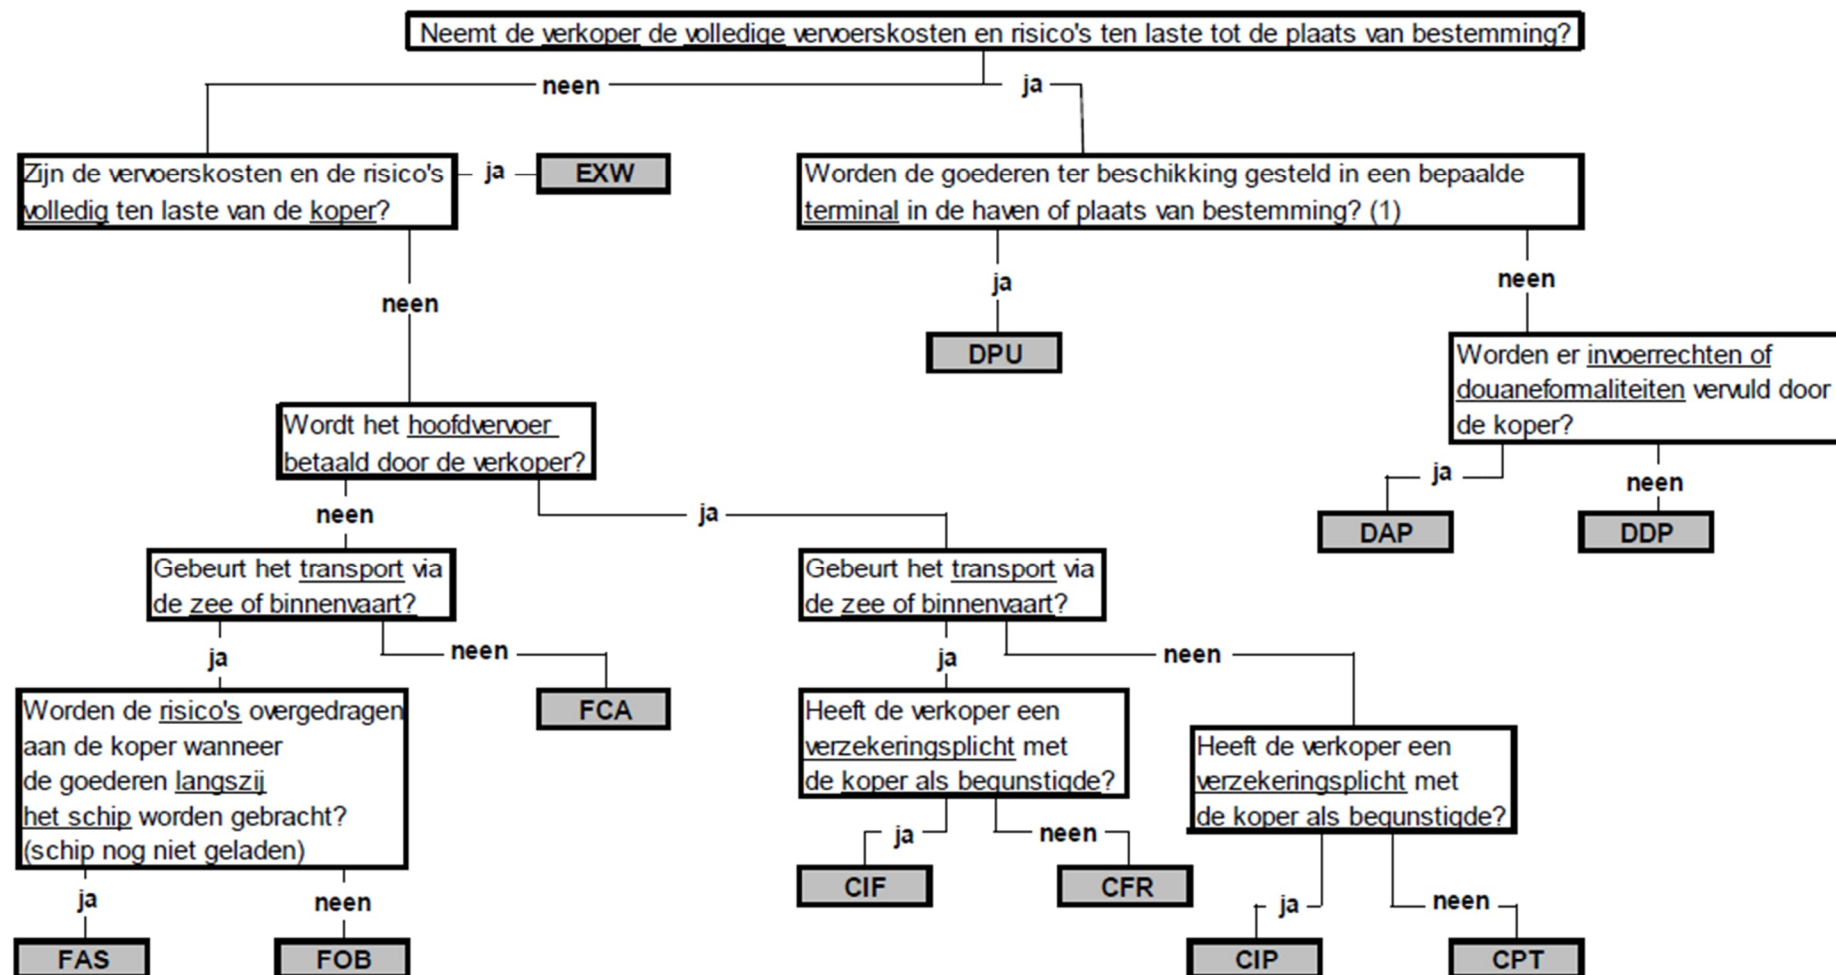 Neemt de verkoper de volledige vervoerskosten en risico's ten laste tot de plaats van bestemming?
neen
ja
Zijn de vervoerskosten en de risico's
volledig ten laste van de koper?
ja
EXW
Worden de goederen ter beschikking gesteld in een bepaalde
terminal in de haven of plaats van bestemming? (1)
neen
ja
neen
DPU
Worden er invoerrechten of
douaneformaliteiten vervuld door
de koper?
Wordt het hoofdvervoer
betaald door de verkoper?
ja
neen
DAP
DDP
neen
ja
Gebeurt het transport via
de zee of binnenvaart?
Gebeurt het transport via
de zee of binnenvaart?
ja
neen
ja
neen
Worden de risico's overgedragen
aan de koper wanneer
de goederen langszij
het schip worden gebracht?
(schip nog niet geladen)
FCA
Heeft de verkoper een
verzekeringsplicht met
de koper als begunstigde?
Heeft de verkoper een
verzekeringsplicht met
de koper als begunstigde?
ja
neen
CIF
CFR
ja
neen
ja
neen
FAS
FOB
CIP
CPT